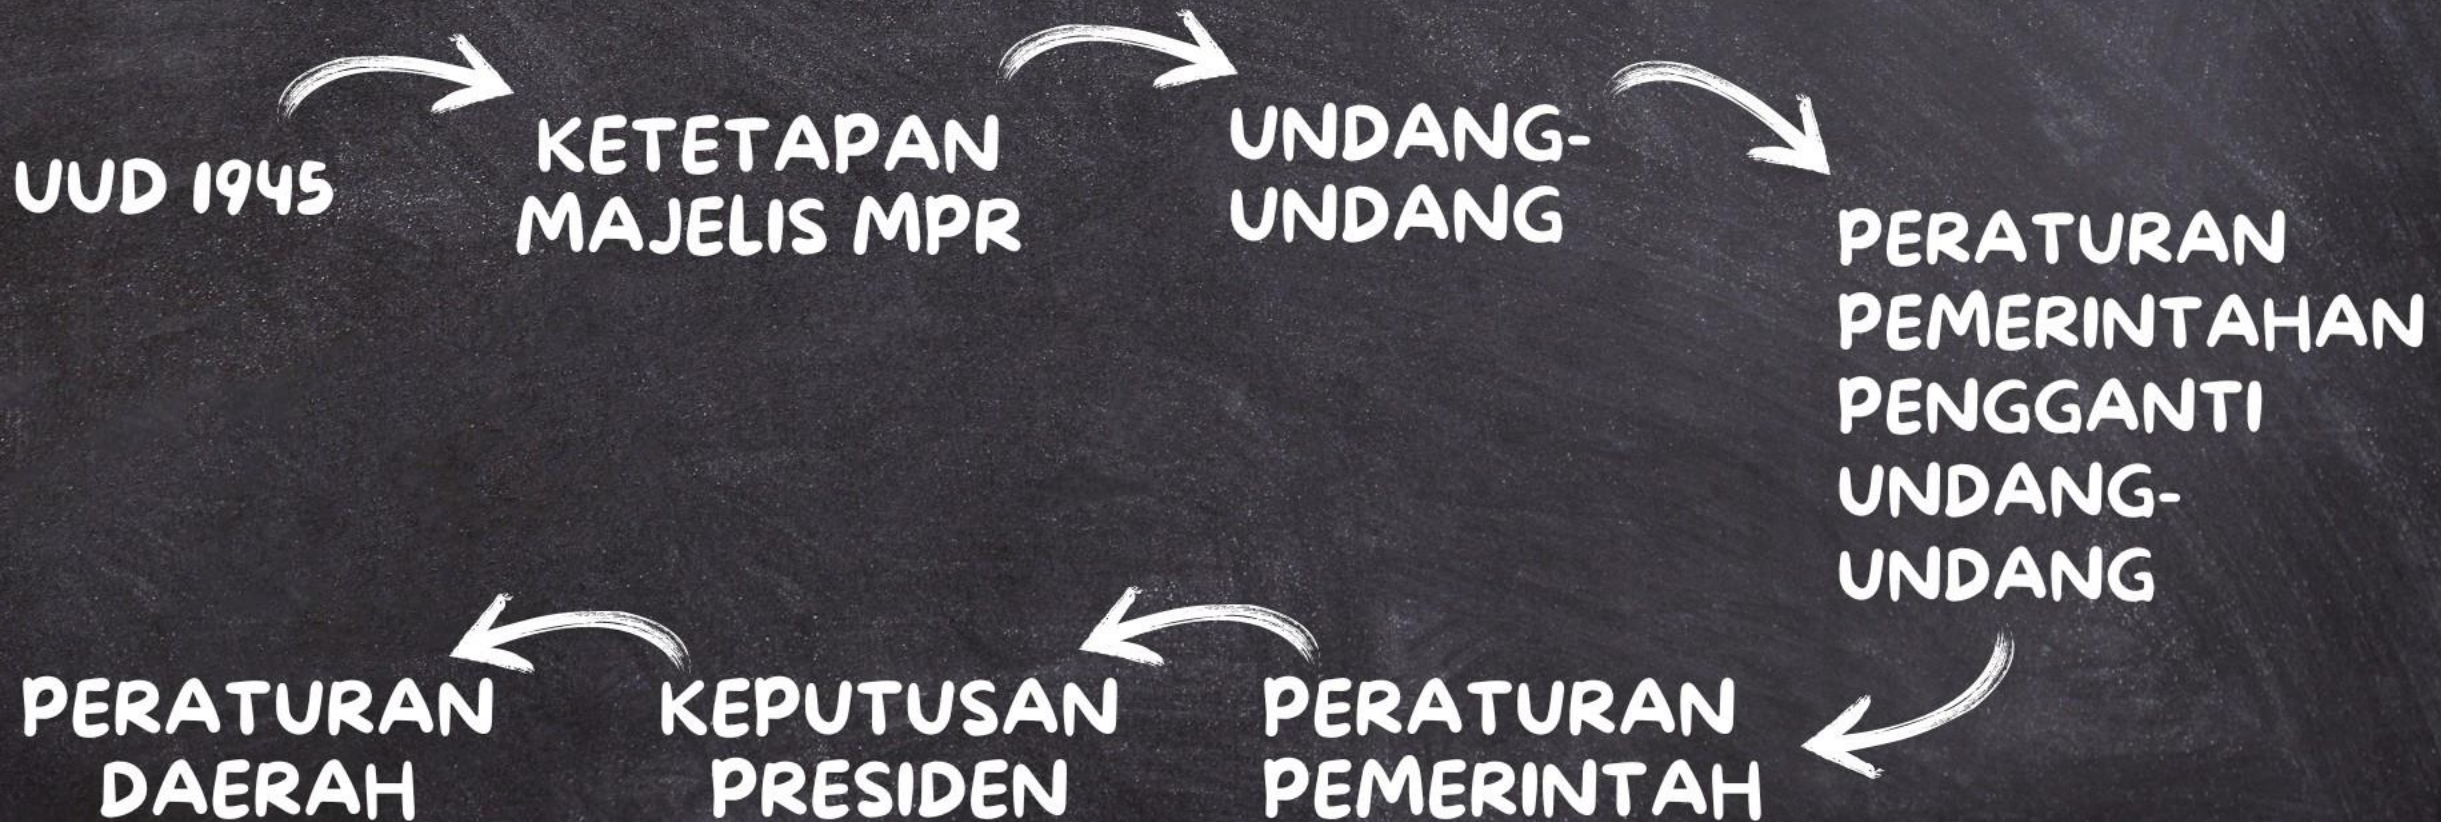 UUD 1945
KETETAPAN
MAJELIS MPR
UNDANG-
UNDANG
PERATURAN
PEMERINTAHAN
PENGGANTI
UNDANG-
UNDANG
PERATURAN
PEMERINTAH
KEPUTUSAN
PRESIDEN
PERATURAN
DAERAH